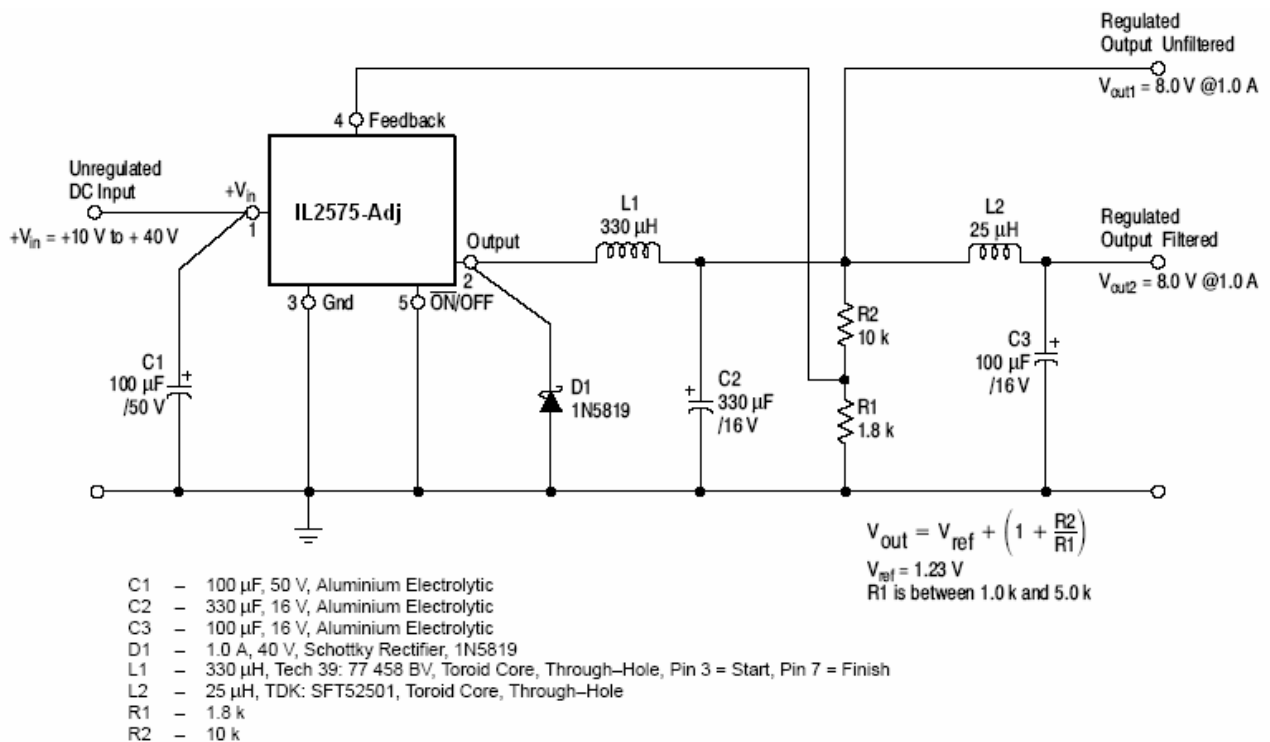 Regulated
Output Unfiltered
Vout1 = 8.0 V @1.0 A
4
Feedback
Unregulated
DC Input
+Vin
1
+Vin = +10 V to + 40 V
IL2575-Adj
Output
2
3
Gnd
5
ON/OFF
L1
330 µH
L2
25 µH
Regulated
Output Filtered
Vout2 = 8.0 V @1.0 A
C1
100 µF
/50 V
+
D1
1N5819
+
C2
330 µF
/16 V
R2
10 k
R1
1.8 k
C3
100 µF
/16 V
+
Vout = Vref + (1 + R2/R1)
Vref = 1.23 V
R1 is between 1.0 k and 5.0 k
C1 – 100 µF, 50 V, Aluminium Electrolytic
C2 – 330 µF, 16 V, Aluminium Electrolytic
C3 – 100 µF, 16 V, Aluminium Electrolytic
D1 – 1.0 A, 40 V, Schottky Rectifier, 1N5819
L1 – 330 µH, Tech 39: 77 458 BV, Toroid Core, Through–Hole, Pin 3 = Start, Pin 7 = Finish
L2 – 25 µH, TDK: SFT52501, Toroid Core, Through–Hole
R1 – 1.8 k
R2 – 10 k